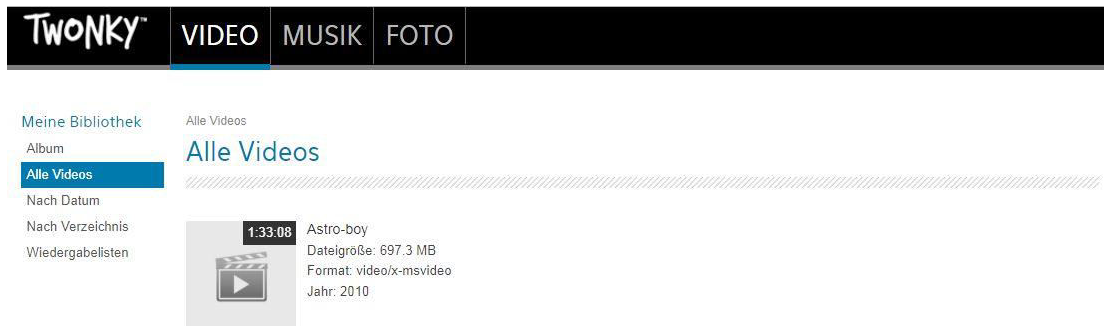 TWONKY™ VIDEO MUSIK FOTO
Meine Bibliothek
Album
Alle Videos
Nach Datum
Nach Verzeichnis
Wiedergabelisten
Alle Videos
Alle Videos
1:33:08
Astro-boy
Dateigröße: 697.3 MB
Format: video/x-msvideo
Jahr: 2010